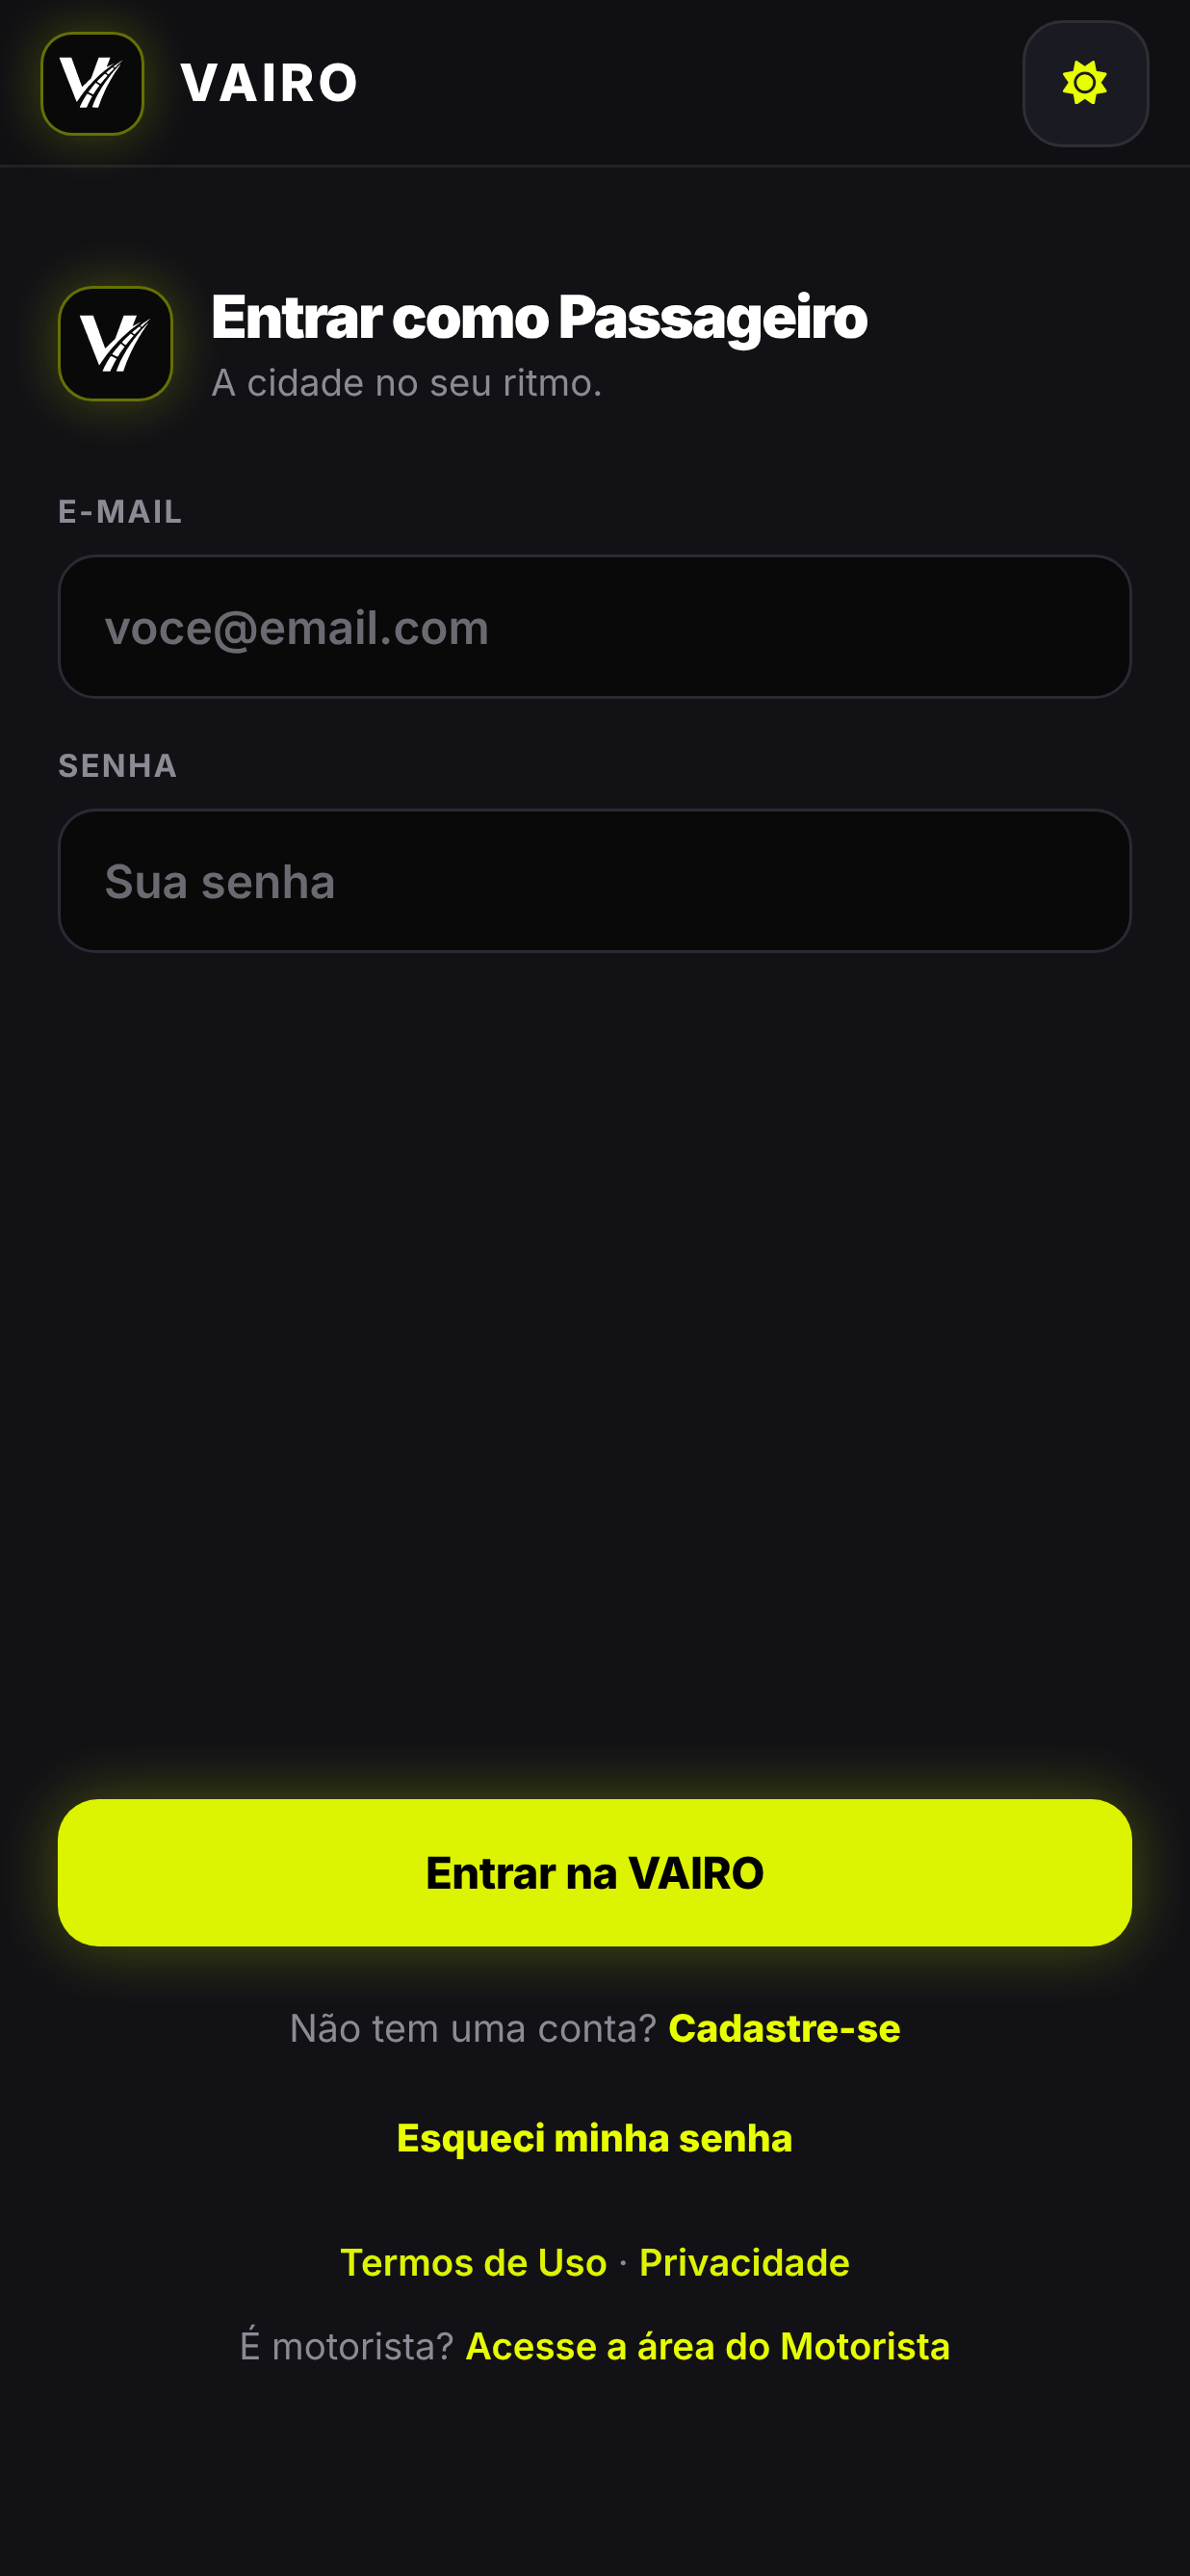 VAIRO
Entrar como Passageiro
A cidade no seu ritmo.
E-MAIL
voce@email.com
SENHA
Sua senha
Entrar na VAIRO
Não tem uma conta? Cadastre-se
Esqueci minha senha
Termos de Uso · Privacidade
É motorista? Acesse a área do Motorista